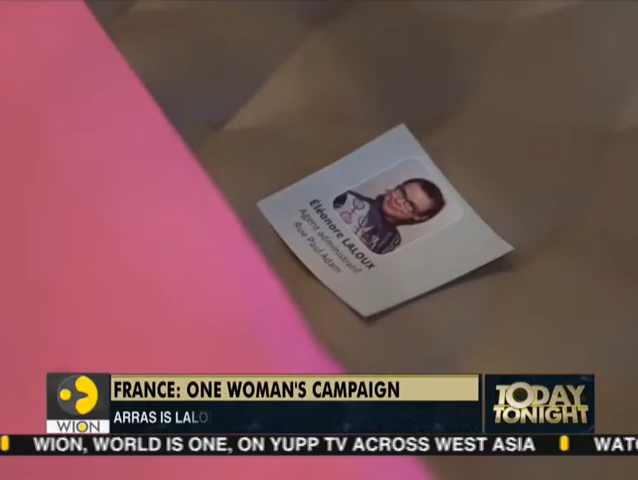 Éléonore LALOUX
Agent administratif
Rue Paul Adam
FRANCE: ONE WOMAN'S CAMPAIGN
TODAY
TONIGHT
ARRAS IS LALO
WION
WION, WORLD IS ONE, ON YUPP TV ACROSS WEST ASIA
WATC